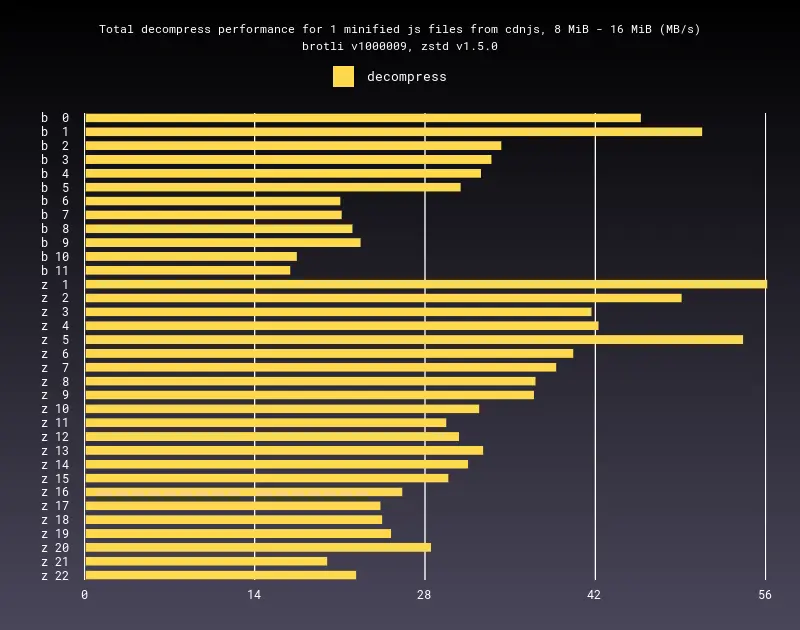 Total decompress performance for 1 minified js files from cdnjs, 8 MiB - 16 MiB (MB/s)
brotli v1000009, zstd v1.5.0
decompress
b 0
b 1
b 2
b 3
b 4
b 5
b 6
b 7
b 8
b 9
b 10
b 11
z 1
z 2
z 3
z 4
z 5
z 6
z 7
z 8
z 9
z 10
z 11
z 12
z 13
z 14
z 15
z 16
z 17
z 18
z 19
z 20
z 21
z 22
0 14 28 42 56